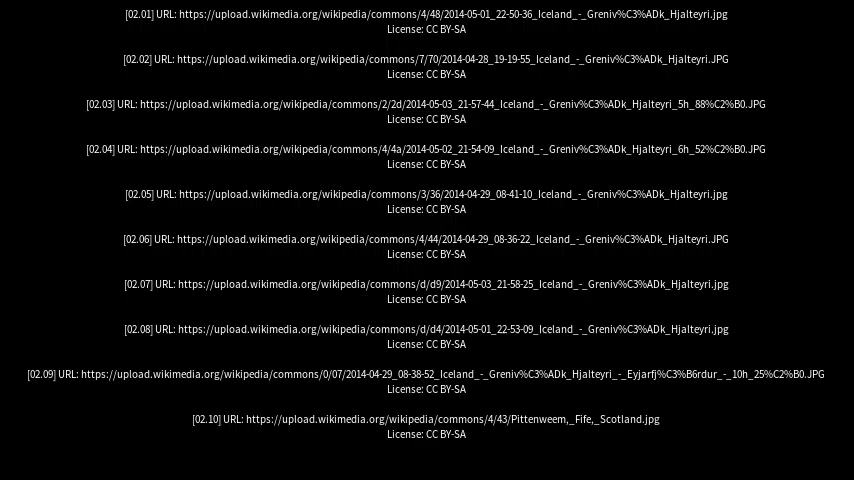 [02.01] URL: https://upload.wikimedia.org/wikipedia/commons/4/48/2014-05-01_22-50-36_Iceland_-_Greniv%C3%ADk_Hjalteyri.jpg
License: CC BY-SA
[02.02] URL: https://upload.wikimedia.org/wikipedia/commons/7/70/2014-04-28_19-19-55_Iceland_-_Greniv%C3%ADk_Hjalteyri.JPG
License: CC BY-SA
[02.03] URL: https://upload.wikimedia.org/wikipedia/commons/2/2d/2014-05-03_21-57-44_Iceland_-_Greniv%C3%ADk_Hjalteyri_5h_88%C2%B0.JPG
License: CC BY-SA
[02.04] URL: https://upload.wikimedia.org/wikipedia/commons/4/4a/2014-05-02_21-54-09_Iceland_-_Greniv%C3%ADk_Hjalteyri_6h_52%C2%B0.JPG
License: CC BY-SA
[02.05] URL: https://upload.wikimedia.org/wikipedia/commons/3/36/2014-04-29_08-41-10_Iceland_-_Greniv%C3%ADk_Hjalteyri.jpg
License: CC BY-SA
[02.06] URL: https://upload.wikimedia.org/wikipedia/commons/4/44/2014-04-29_08-36-22_Iceland_-_Greniv%C3%ADk_Hjalteyri.JPG
License: CC BY-SA
[02.07] URL: https://upload.wikimedia.org/wikipedia/commons/d/d9/2014-05-03_21-58-25_Iceland_-_Greniv%C3%ADk_Hjalteyri.jpg
License: CC BY-SA
[02.08] URL: https://upload.wikimedia.org/wikipedia/commons/d/d4/2014-05-01_22-53-09_Iceland_-_Greniv%C3%ADk_Hjalteyri.jpg
License: CC BY-SA
[02.09] URL: https://upload.wikimedia.org/wikipedia/commons/0/07/2014-04-29_08-38-52_Iceland_-_Greniv%C3%ADk_Hjalteyri_-_Eyjarfj%C3%B6rdur_-_10h_25%C2%B0.JPG
License: CC BY-SA
[02.10] URL: https://upload.wikimedia.org/wikipedia/commons/4/43/Pittenweem,_Fife,_Scotland.jpg
License: CC BY-SA